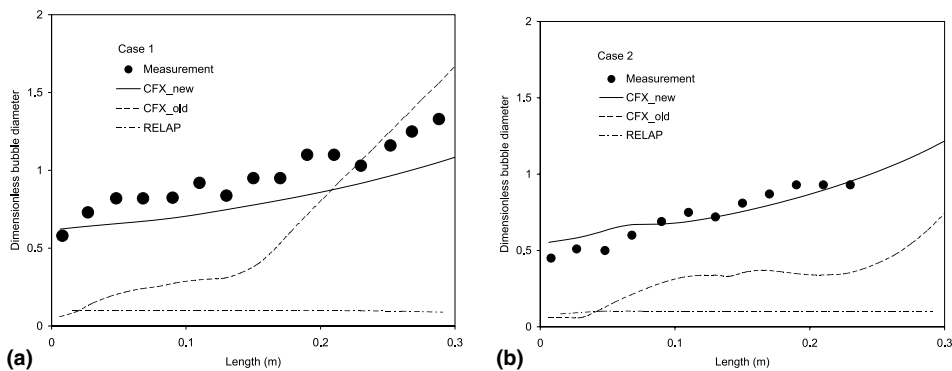 2
1.5
1
0.5
0
Dimensionless bubble diameter
Case 1
Measurement
CFX_new
CFX_old
RELAP
0
0.1
0.2
0.3
Length (m)
(a)
2
1.5
1
0.5
0
Dimensionless bubble diameter
Case 2
Measurement
CFX_new
CFX_old
RELAP
0
0.1
0.2
0.3
Length (m)
(b)